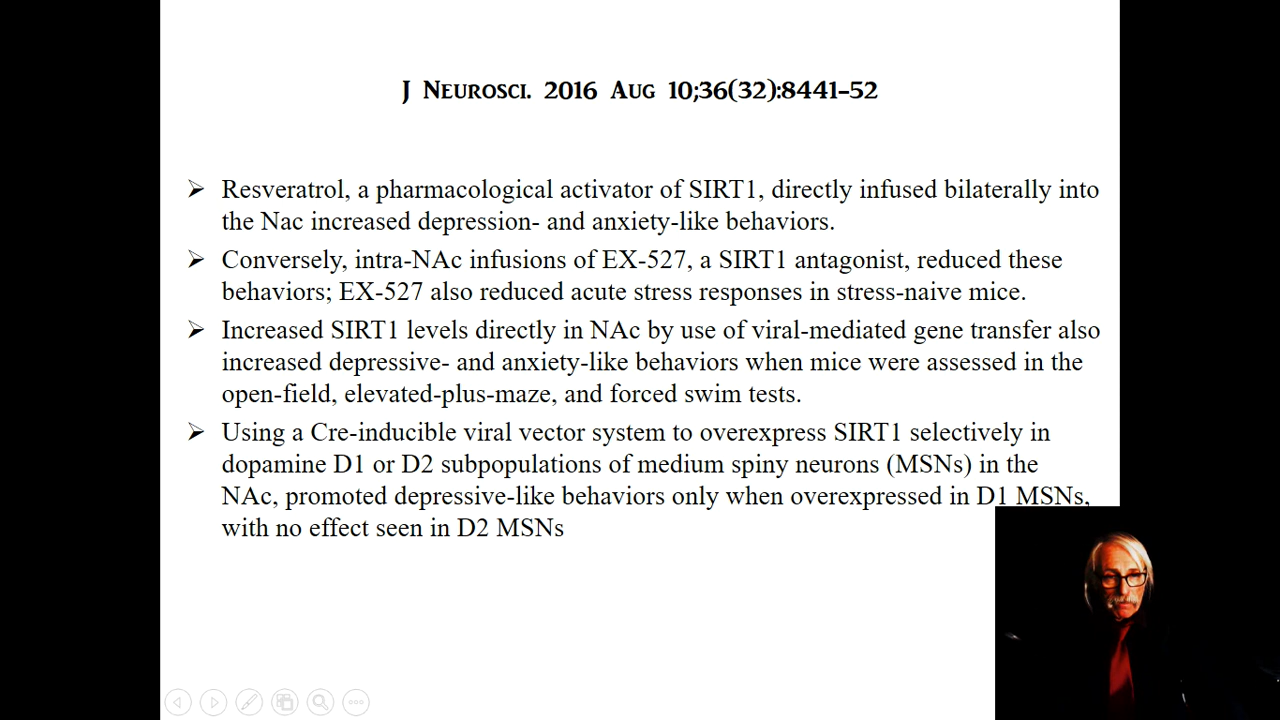 J Neurosci. 2016 Aug 10;36(32):8441-52
➢ Resveratrol, a pharmacological activator of SIRT1, directly infused bilaterally into
the Nac increased depression- and anxiety-like behaviors.
➢ Conversely, intra-NAc infusions of EX-527, a SIRT1 antagonist, reduced these
behaviors; EX-527 also reduced acute stress responses in stress-naive mice.
➢ Increased SIRT1 levels directly in NAc by use of viral-mediated gene transfer also
increased depressive- and anxiety-like behaviors when mice were assessed in the
open-field, elevated-plus-maze, and forced swim tests.
➢ Using a Cre-inducible viral vector system to overexpress SIRT1 selectively in
dopamine D1 or D2 subpopulations of medium spiny neurons (MSNs) in the
NAc, promoted depressive-like behaviors only when overexpressed in D1 MSNs,
with no effect seen in D2 MSNs